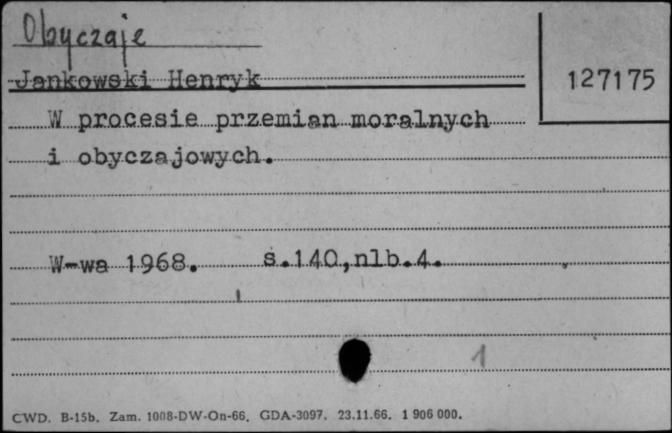 Obyczaje
Jankowski Henryk
127175
W procesie przemian moralnych
i obyczajowych.
W-wa 1968. s.140,nlb.4.
1
CWD. B-15b. Zam. 1008-DW-On-66. GDA-3097. 23.11.66. 1 906 000.